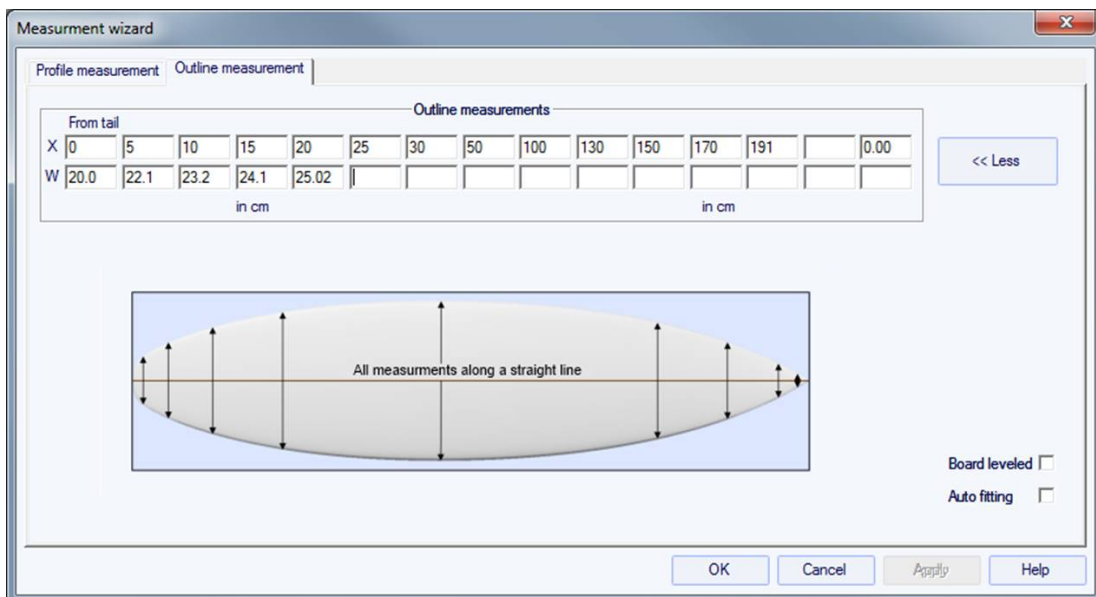 Measurment wizard
Profile measurement Outline measurement
Outline measurements
From tail
X 0 5 10 15 20 25 30 50 100 130 150 170 191 0.00
<< Less
W 20.0 22.1 23.2 24.1 25.02
in cm in cm
All measurments along a straight line
Board leveled
Auto fitting
OK Cancel Apply Help